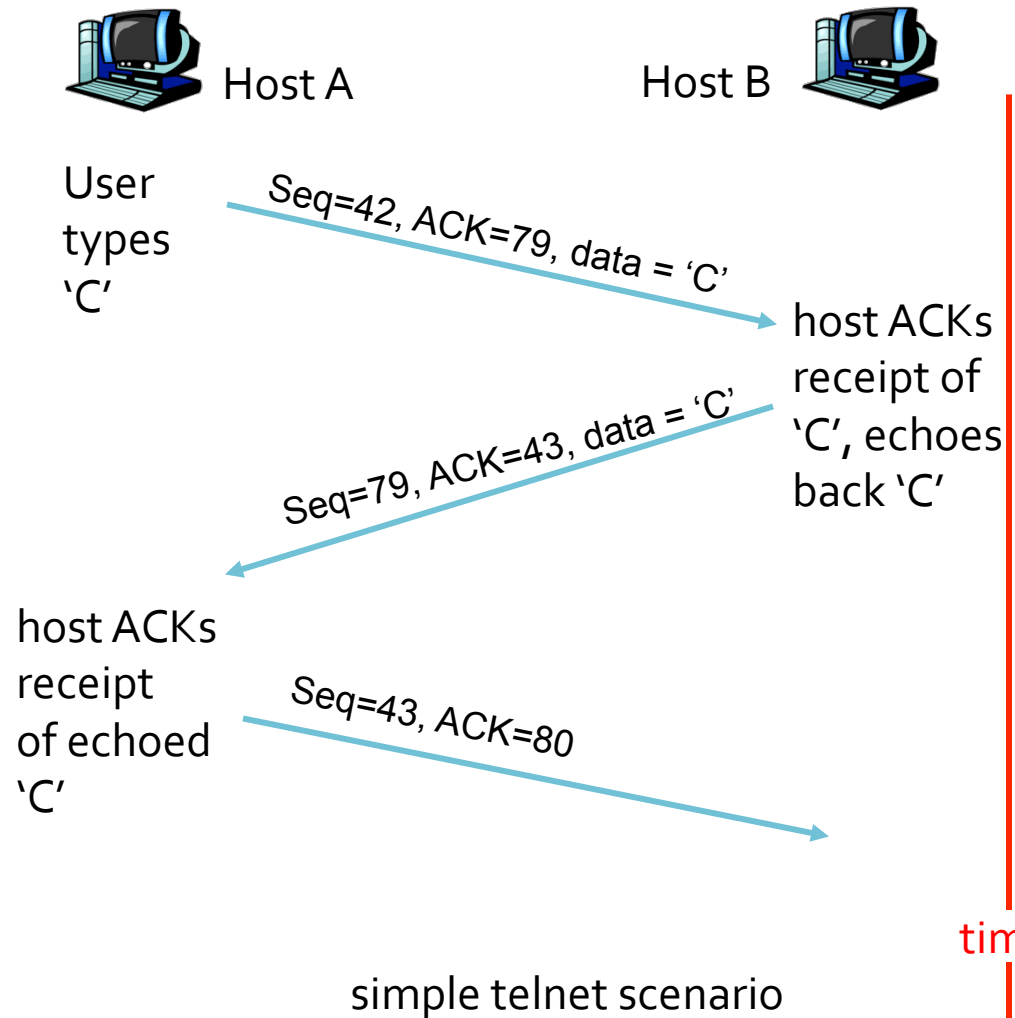 Host A
Host B
User
types
‘C’
Seq=42, ACK=79, data = ‘C’
host ACKs
receipt of
‘C’, echoes
back ‘C’
Seq=79, ACK=43, data = ‘C’
host ACKs
receipt
of echoed
‘C’
Seq=43, ACK=80
tim
simple telnet scenario